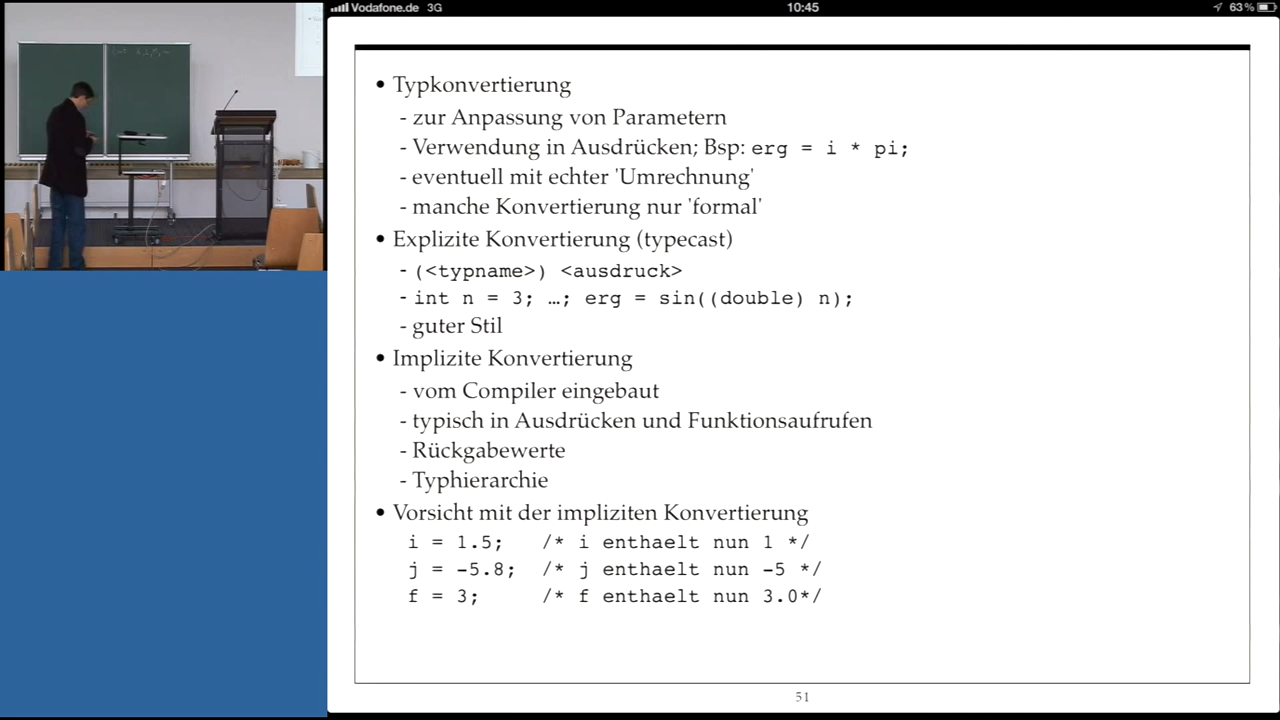 Vodafone.de 3G 10:45 63%
• Typkonvertierung
- zur Anpassung von Parametern
- Verwendung in Ausdrücken; Bsp: erg = i * pi;
- eventuell mit echter 'Umrechnung'
- manche Konvertierung nur 'formal'
• Explizite Konvertierung (typecast)
- (<typname>) <ausdruck>
- int n = 3; …; erg = sin((double) n);
- guter Stil
• Implizite Konvertierung
- vom Compiler eingebaut
- typisch in Ausdrücken und Funktionsaufrufen
- Rückgabewerte
- Typhierarchie
• Vorsicht mit der impliziten Konvertierung
i = 1.5; /* i enthaelt nun 1 */
j = -5.8; /* j enthaelt nun -5 */
f = 3; /* f enthaelt nun 3.0*/
51